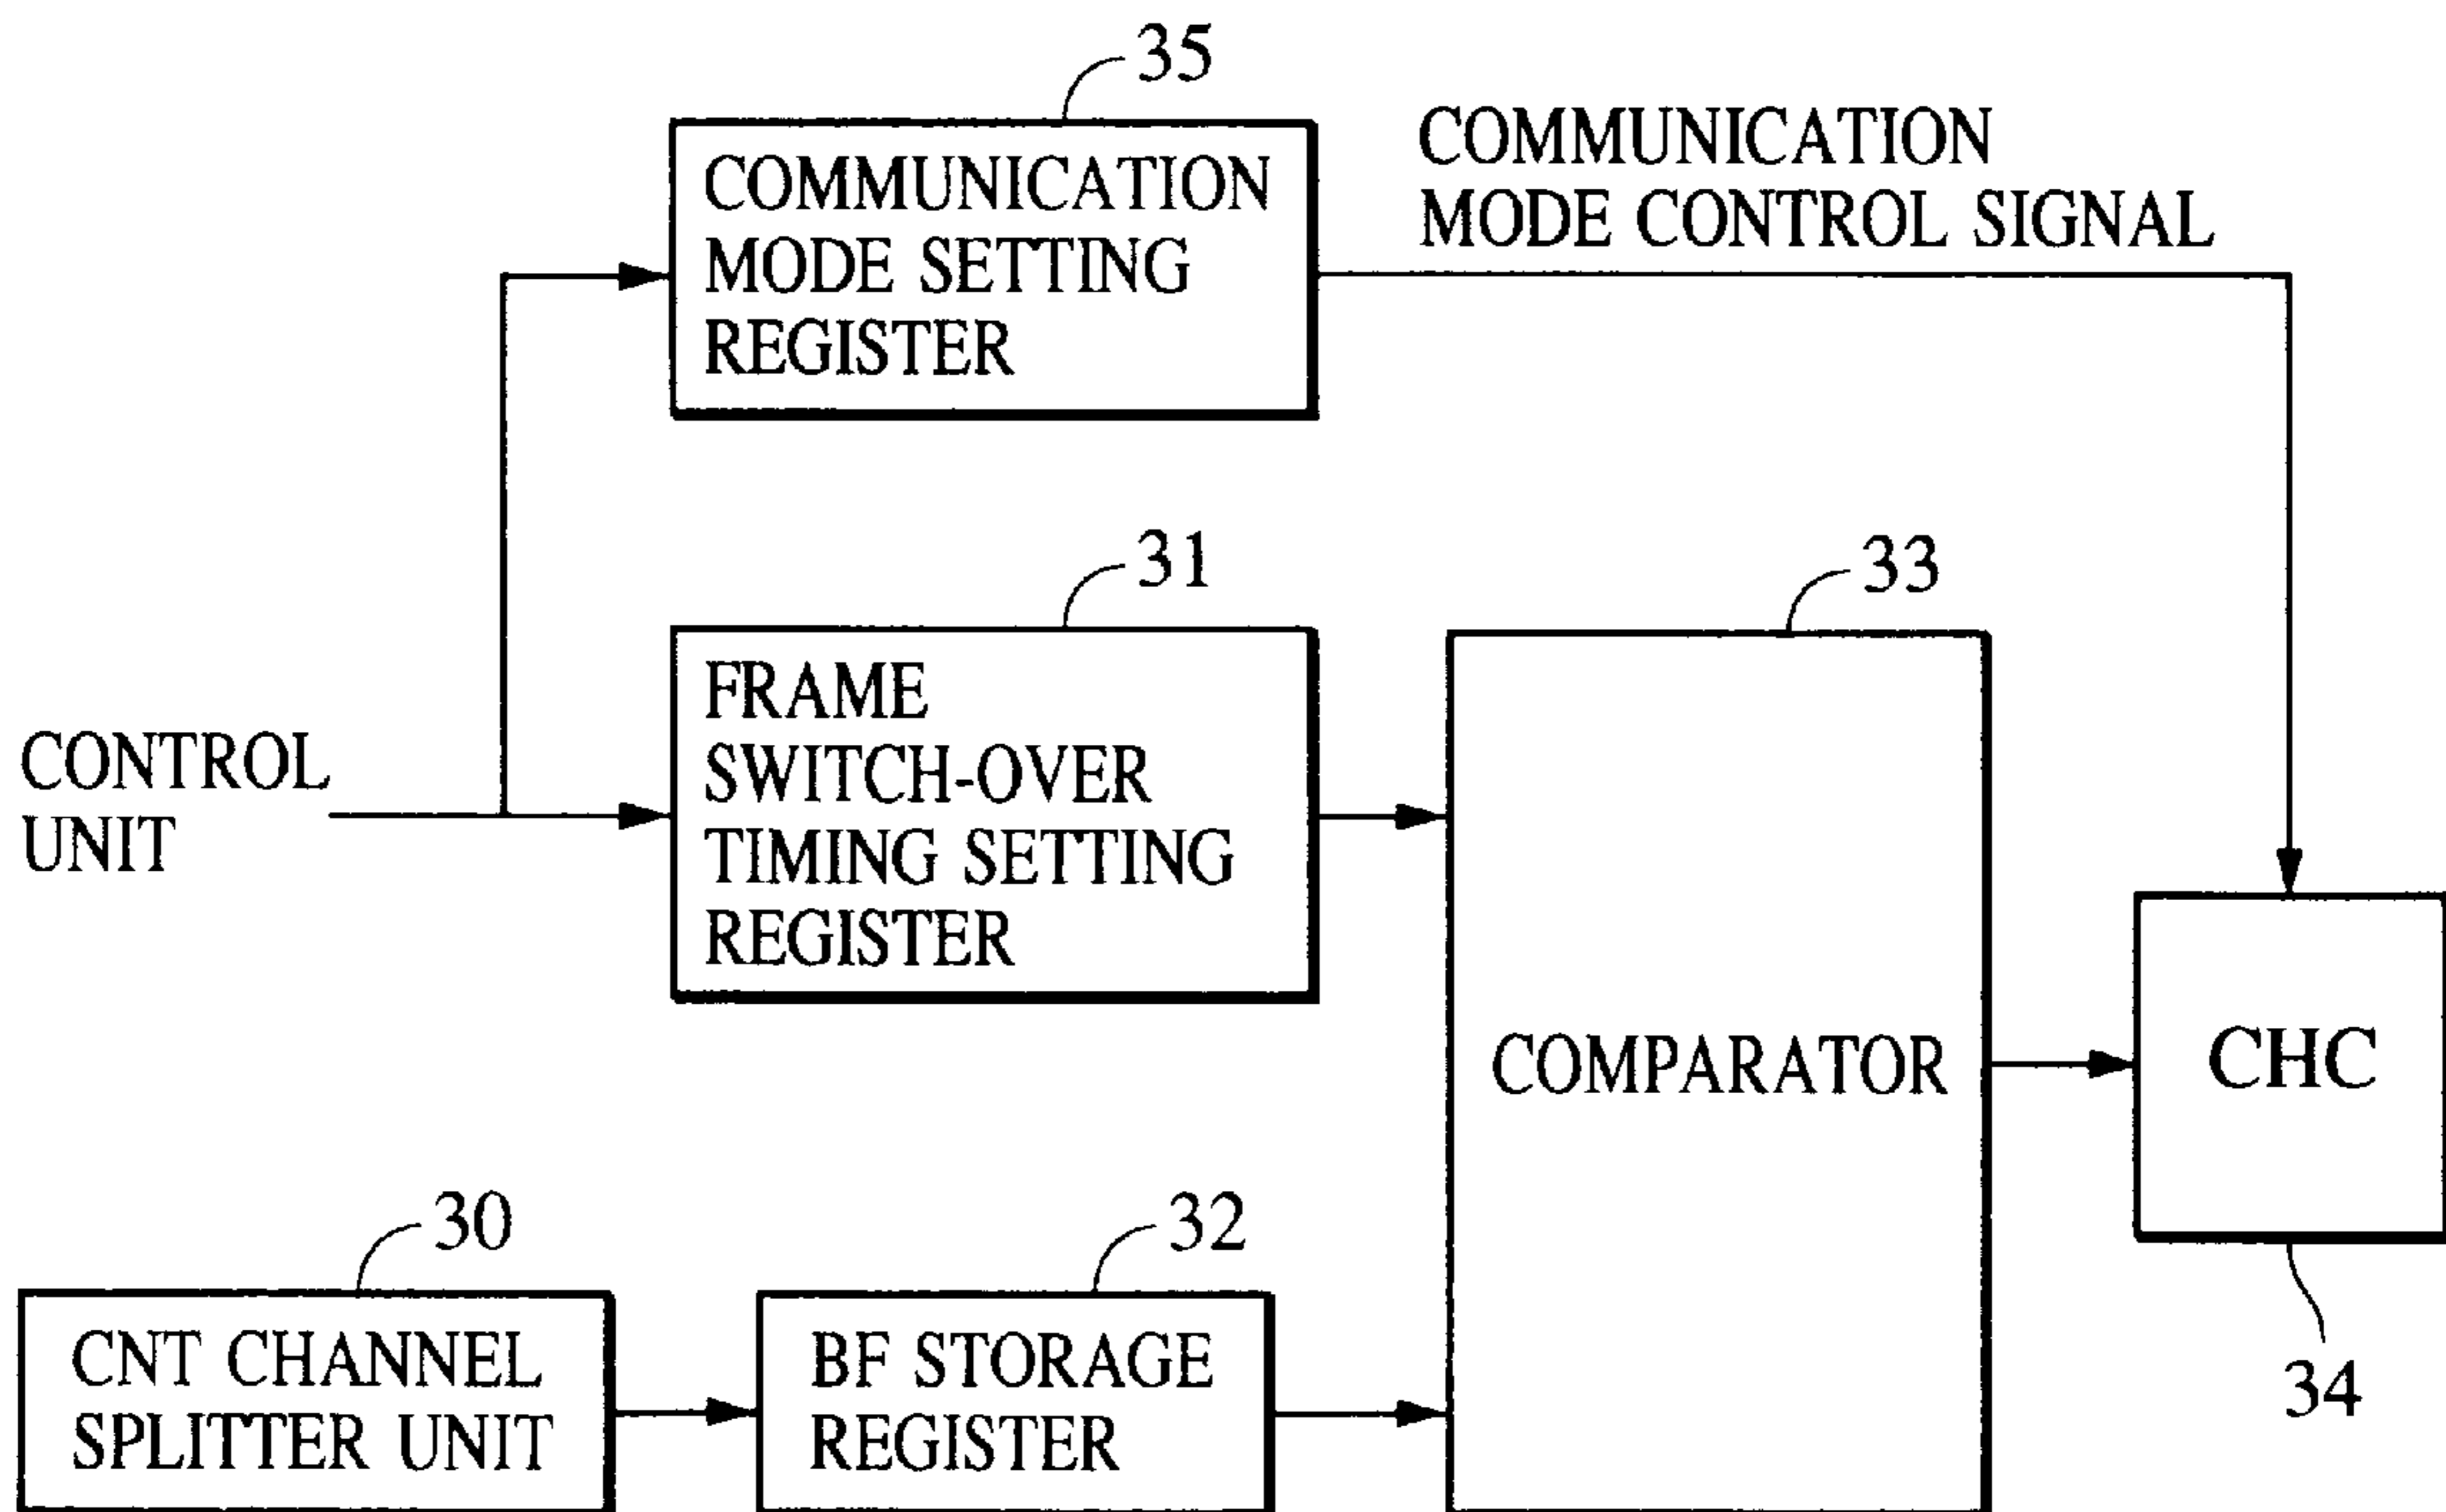 35
COMMUNICATION
MODE SETTING
REGISTER
COMMUNICATION
MODE CONTROL SIGNAL
31
33
FRAME
SWITCH-OVER
TIMING SETTING
REGISTER
CONTROL
UNIT
COMPARATOR
CHC
34
30
CNT CHANNEL
SPLITTER UNIT
32
BF STORAGE
REGISTER